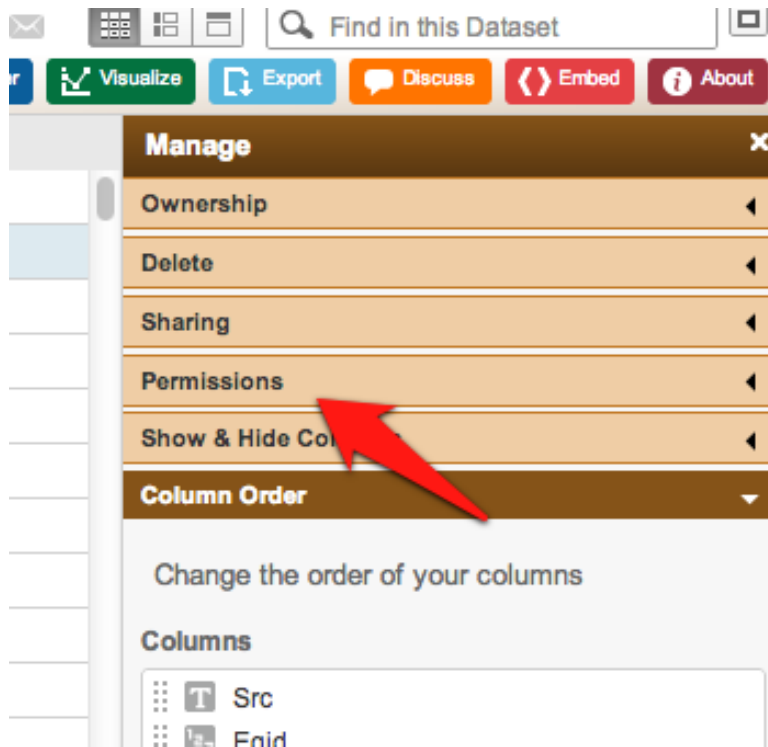 Find in this Dataset
r Visualize Export Discuss Embed About
Manage
Ownership
Delete
Sharing
Permissions
Show & Hide
Column Order
Change the order of your columns
Columns
Src
Eqid